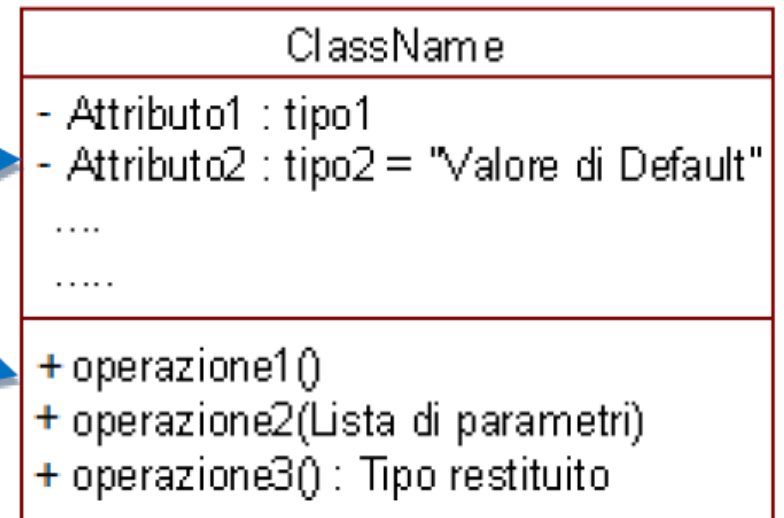 ClassName
- Attributo1 : tipo1
- Attributo2 : tipo2 = "Valore di Default"
....
.....
+ operazione1()
+ operazione2(Lista di parametri)
+ operazione3() : Tipo restituito